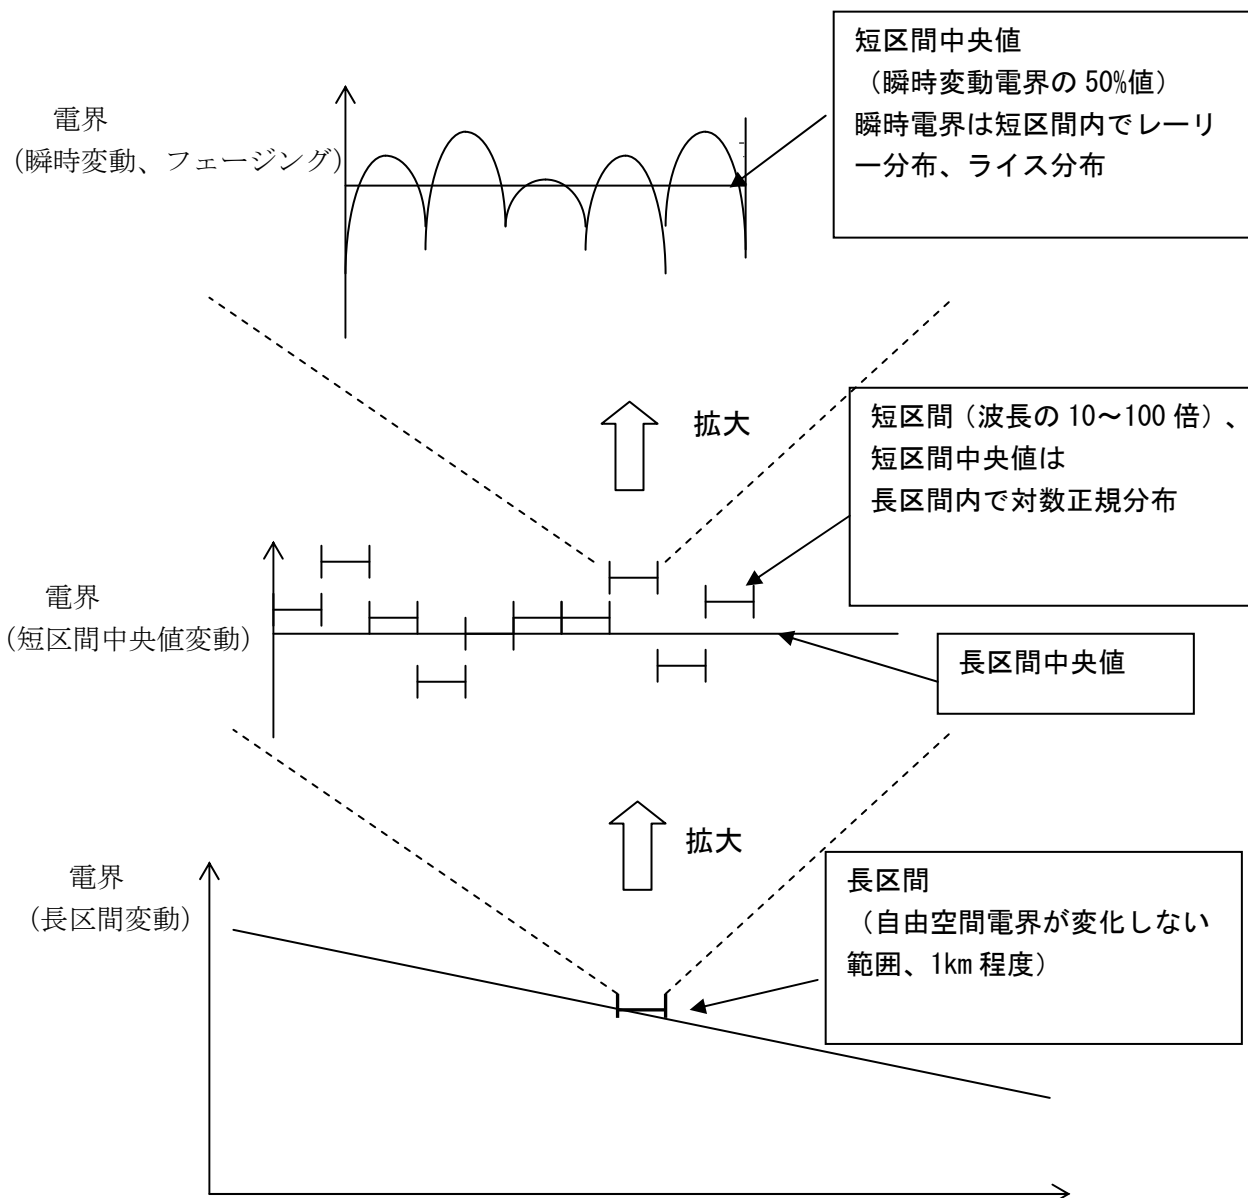 短区間中央値
（瞬時変動電界の 50%値）
瞬時電界は短区間内でレーリ
ー分布、ライス分布
電界
（瞬時変動、フェージング）
拡大
短区間（波長の 10～100 倍）、
短区間中央値は
長区間内で対数正規分布
電界
（短区間中央値変動）
長区間中央値
拡大
電界
（長区間変動）
長区間
（自由空間電界が変化しない
範囲、1km 程度）